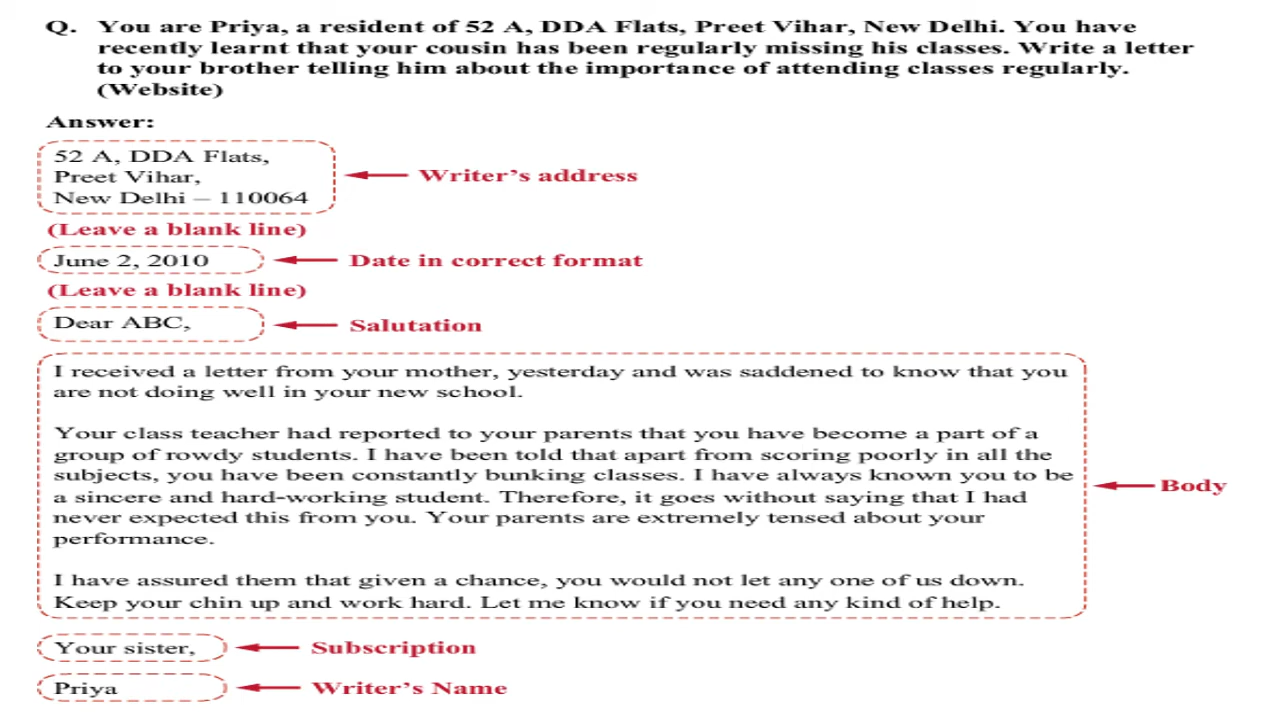 Q. You are Priya, a resident of 52 A, DDA Flats, Preet Vihar, New Delhi. You have
recently learnt that your cousin has been regularly missing his classes. Write a letter
to your brother telling him about the importance of attending classes regularly.
(Website)
Answer:
52 A, DDA Flats,
Preet Vihar,
New Delhi – 110064
Writer's address
(Leave a blank line)
June 2, 2010
Date in correct format
(Leave a blank line)
Dear ABC,
Salutation
I received a letter from your mother, yesterday and was saddened to know that you
are not doing well in your new school.
Your class teacher had reported to your parents that you have become a part of a
group of rowdy students. I have been told that apart from scoring poorly in all the
subjects, you have been constantly bunking classes. I have always known you to be
a sincere and hard-working student. Therefore, it goes without saying that I had
never expected this from you. Your parents are extremely tensed about your
performance.
I have assured them that given a chance, you would not let any one of us down.
Keep your chin up and work hard. Let me know if you need any kind of help.
Body
Your sister,
Subscription
Priya
Writer's Name